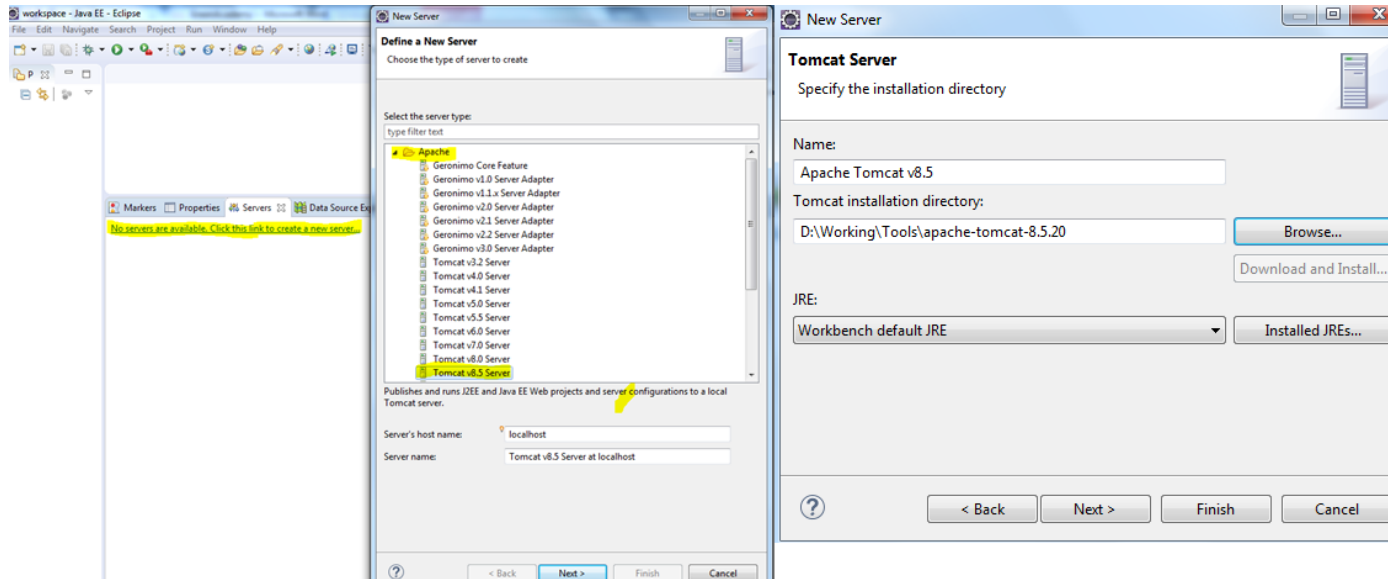 workspace - Java EE - Eclipse
File Edit Navigate Search Project Run Window Help
P
Markers Properties Servers Data Source Ex
No servers are available. Click this link to create a new server...
New Server
Define a New Server
Choose the type of server to create
Select the server type:
type filter text
Apache
Geronimo Core Feature
Geronimo v1.0 Server Adapter
Geronimo v1.1.x Server Adapter
Geronimo v2.0 Server Adapter
Geronimo v2.1 Server Adapter
Geronimo v2.2 Server Adapter
Geronimo v3.0 Server Adapter
Tomcat v3.2 Server
Tomcat v4.0 Server
Tomcat v4.1 Server
Tomcat v5.0 Server
Tomcat v5.5 Server
Tomcat v6.0 Server
Tomcat v7.0 Server
Tomcat v8.0 Server
Tomcat v8.5 Server
Publishes and runs J2EE and Java EE Web projects and server configurations to a local
Tomcat server.
Server's host name: localhost
Server name: Tomcat v8.5 Server at localhost
? < Back Next > Finish Cancel
New Server
Tomcat Server
Specify the installation directory
Name:
Apache Tomcat v8.5
Tomcat installation directory:
D:\Working\Tools\apache-tomcat-8.5.20 Browse...
Download and Install...
JRE:
Workbench default JRE Installed JREs...
? < Back Next > Finish Cancel